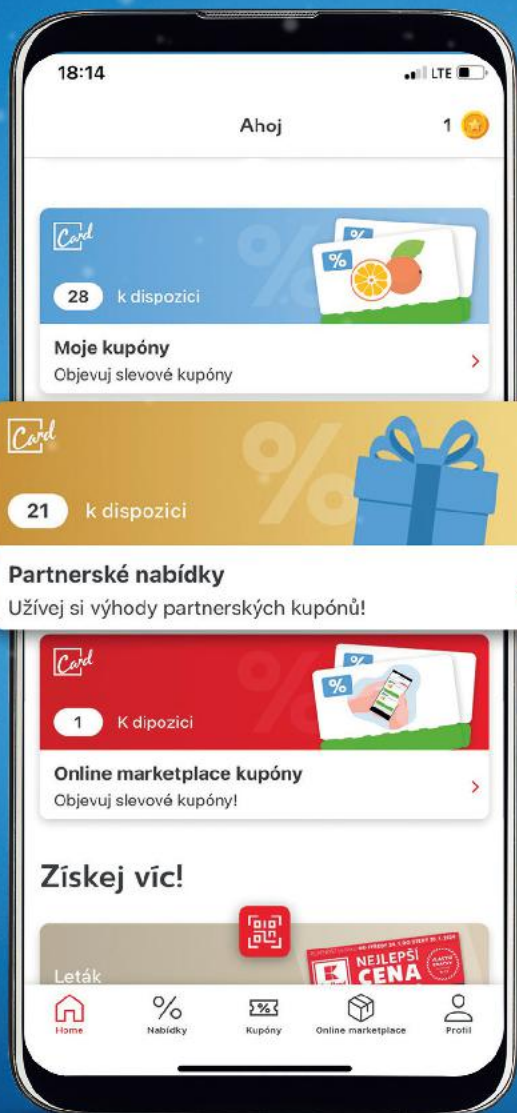 18:14
LTE
Ahoj
1
Card
%
%
%
28 k dispozici
Moje kupóny
Objevuj slevové kupóny
Card
%
21 k dispozici
Partnerské nabídky
Užívej si výhody partnerských kupónů!
Card
%
%
%
1 K dipozici
Online marketplace kupóny
Objevuj slevové kupóny!
Získej víc!
Leták
NEJLEPŠÍ
CENA
Home
Nabídky
Kupóny
Online marketplace
Profil